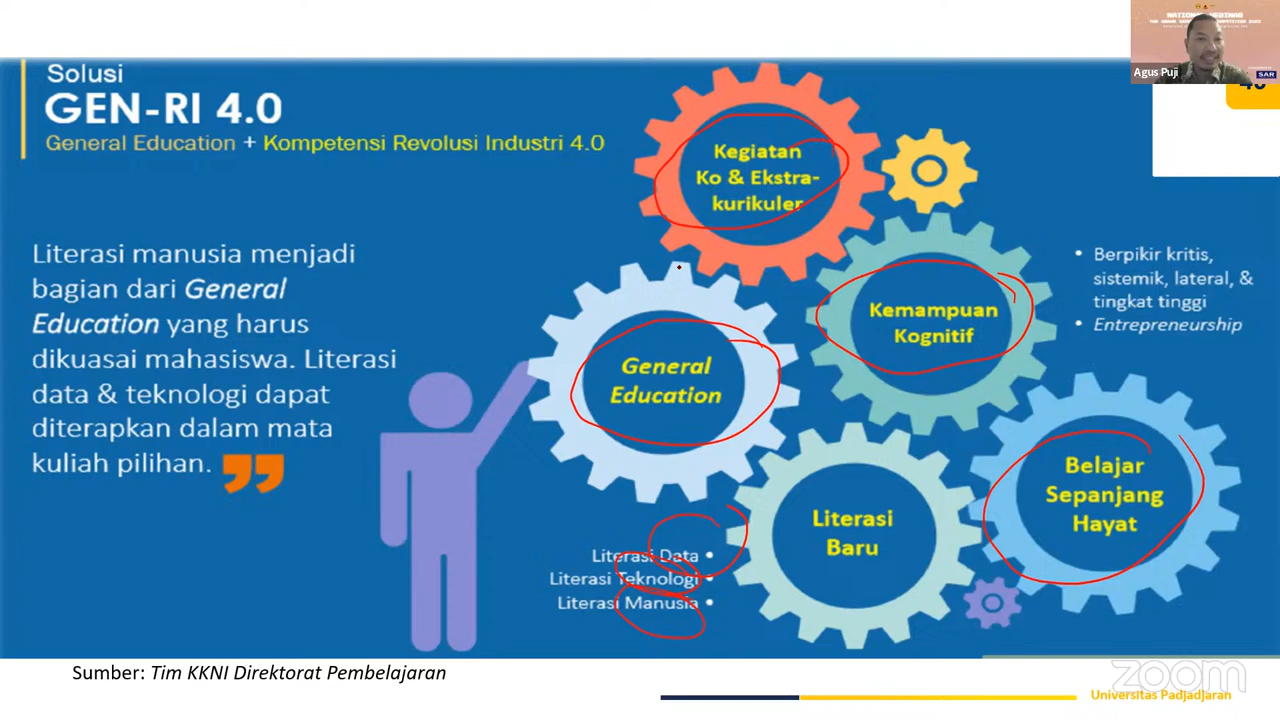 NATIONAL WEBINAR
Agus Puji
SAR
Solusi
GEN-RI 4.0
General Education + Kompetensi Revolusi Industri 4.0
Literasi manusia menjadi
bagian dari General
Education yang harus
dikuasai mahasiswa. Literasi
data & teknologi dapat
diterapkan dalam mata
kuliah pilihan.
Kegiatan
Ko & Ekstra-
kurikuler
Kemampuan
Kognitif
• Berpikir kritis,
sistemik, lateral, &
tingkat tinggi
• Entrepreneurship
General
Education
Belajar
Sepanjang
Hayat
Literasi
Baru
Literasi Data •
Literasi Teknologi •
Literasi Manusia •
Sumber: Tim KKNI Direktorat Pembelajaran
zoom
Universitas Padjadjaran